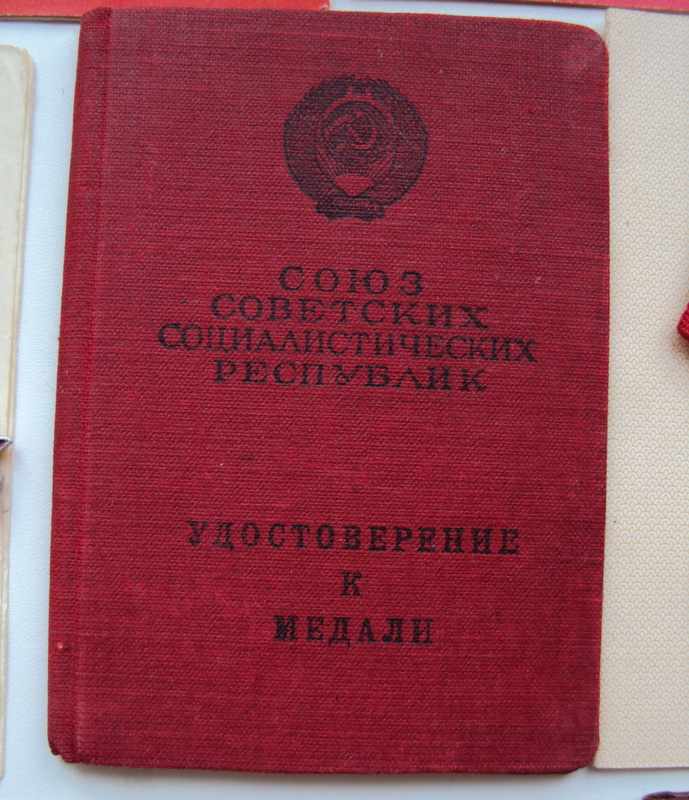 СОЮЗ
СОВЕТСКИХ
СОЦИАЛИСТИЧЕСКИХ
РЕСПУБЛИК
УДОСТОВЕРЕНИЕ
К
МЕДАЛИ